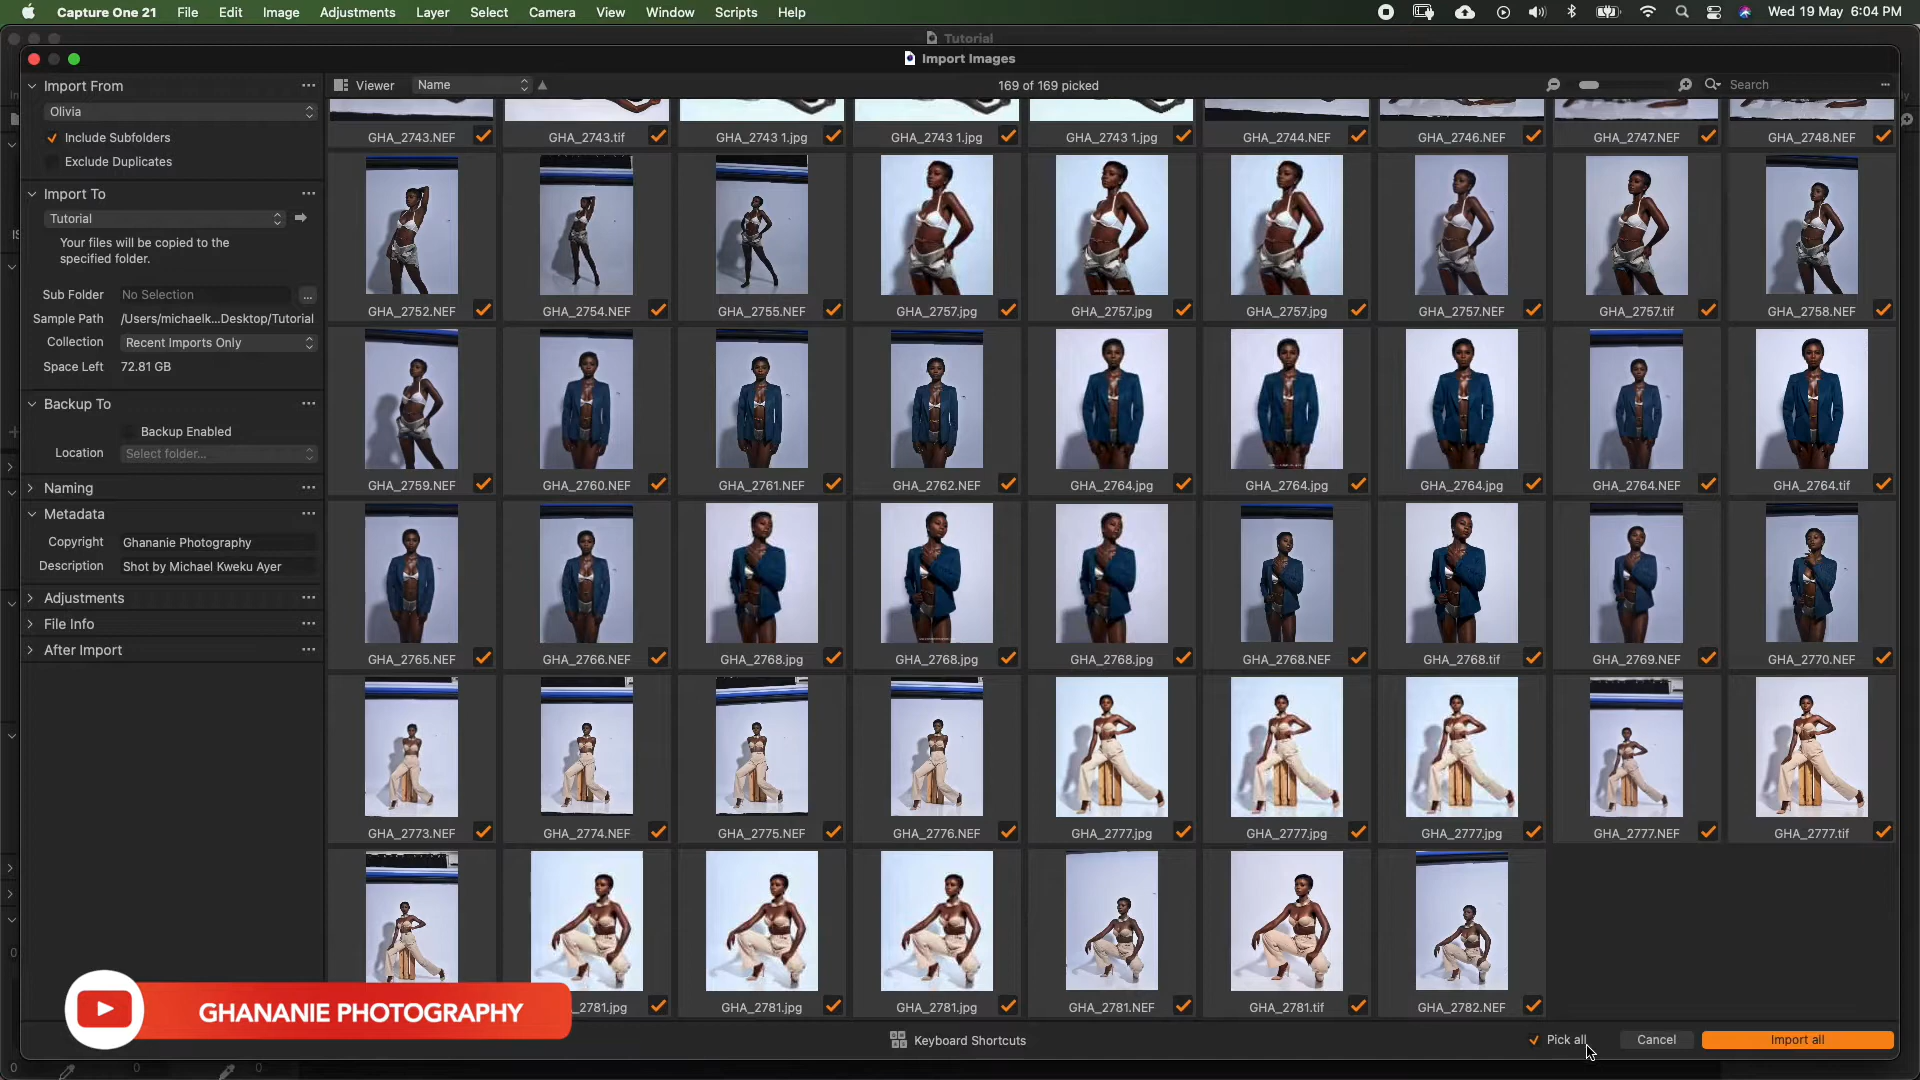 Capture One 21 File Edit Image Adjustments Layer Select Camera View Window Scripts Help Wed 19 May 6:04 PM
Tutorial
Import Images
Import From
Olivia
Include Subfolders
Exclude Duplicates
Import To
Tutorial
Your files will be copied to the
specified folder.
Sub Folder No Selection ...
Sample Path /Users/michaelk...Desktop/Tutorial
Collection Recent Imports Only
Space Left 72.81 GB
Backup To
Backup Enabled
Location Select folder...
Naming
Metadata
Copyright Ghananie Photography
Description Shot by Michael Kweku Ayer
Adjustments
File Info
After Import
Viewer Name 169 of 169 picked Search
GHA_2743.NEF GHA_2743.tif GHA_2743 1.jpg GHA_2743 1.jpg GHA_2743 1.jpg GHA_2744.NEF GHA_2746.NEF GHA_2747.NEF GHA_2748.NEF
GHA_2752.NEF GHA_2754.NEF GHA_2755.NEF GHA_2757.jpg GHA_2757.jpg GHA_2757.jpg GHA_2757.NEF GHA_2757.tif GHA_2758.NEF
GHA_2759.NEF GHA_2760.NEF GHA_2761.NEF GHA_2762.NEF GHA_2764.jpg GHA_2764.jpg GHA_2764.jpg GHA_2764.NEF GHA_2764.tif
GHA_2765.NEF GHA_2766.NEF GHA_2768.jpg GHA_2768.jpg GHA_2768.jpg GHA_2768.NEF GHA_2768.tif GHA_2769.NEF GHA_2770.NEF
GHA_2773.NEF GHA_2774.NEF GHA_2775.NEF GHA_2776.NEF GHA_2777.jpg GHA_2777.jpg GHA_2777.jpg GHA_2777.NEF GHA_2777.tif
_2781.jpg GHA_2781.jpg GHA_2781.jpg GHA_2781.NEF GHA_2781.tif GHA_2782.NEF
GHANANIE PHOTOGRAPHY
Keyboard Shortcuts Pick all Cancel Import all
0 0 0